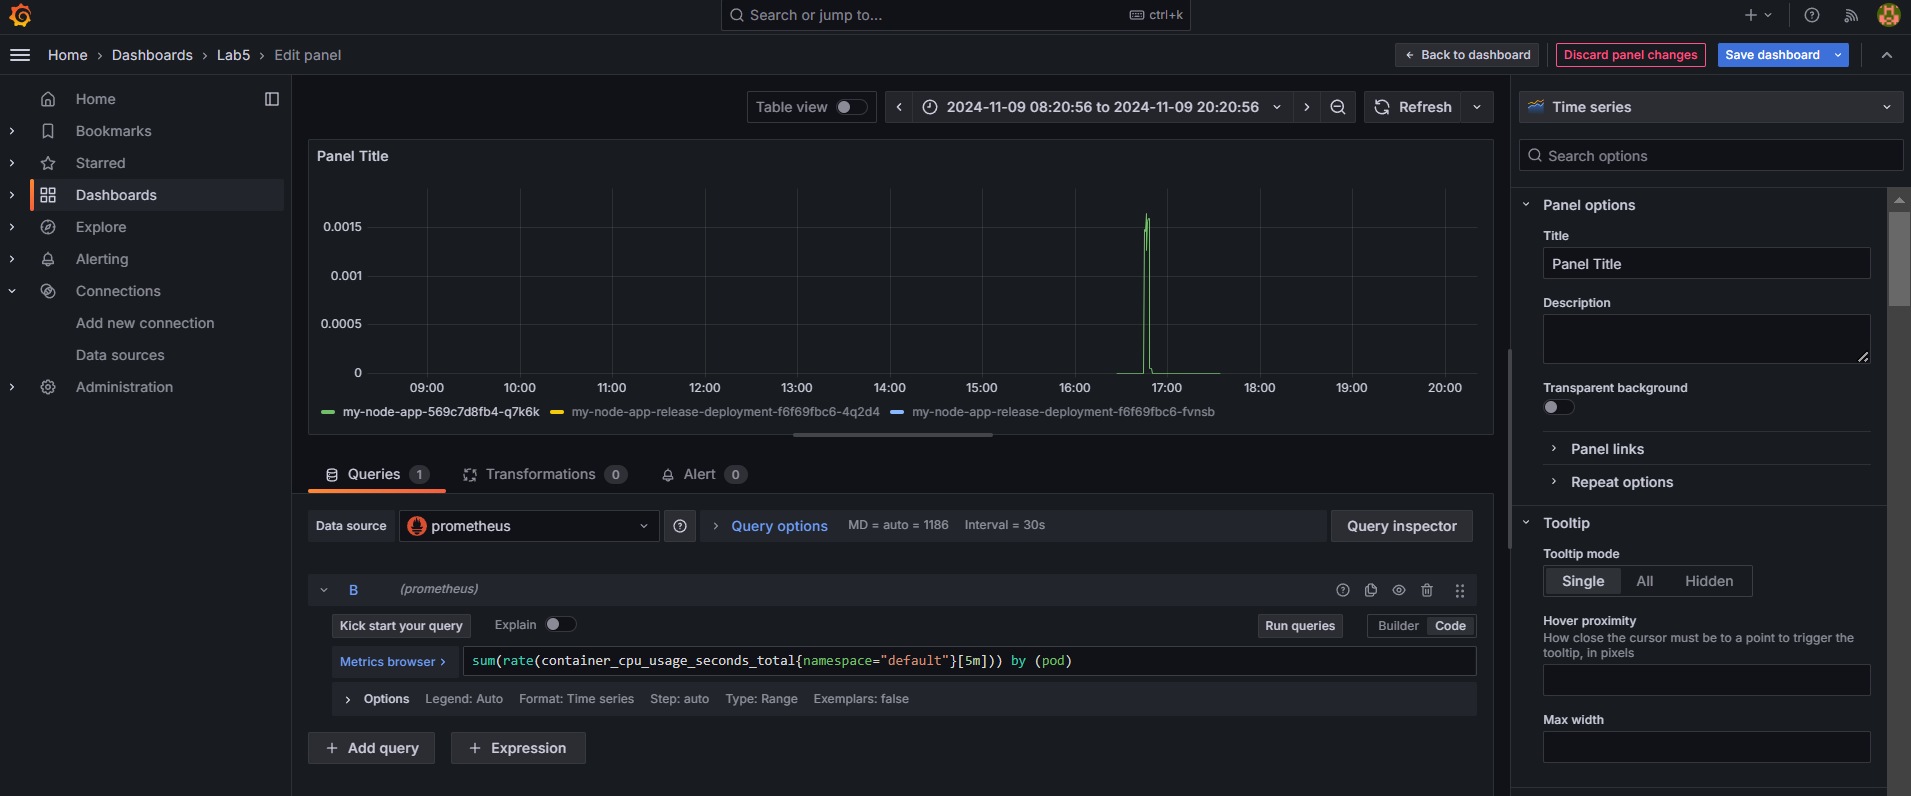 Search or jump to...
ctrl+k
Home › Dashboards › Lab5 › Edit panel
Back to dashboard
Discard panel changes
Save dashboard
Home
Bookmarks
Starred
Dashboards
Explore
Alerting
Connections
Add new connection
Data sources
Administration
Table view
2024-11-09 08:20:56 to 2024-11-09 20:20:56
Refresh
Panel Title
0.0015
0.001
0.0005
0
09:00 10:00 11:00 12:00 13:00 14:00 15:00 16:00 17:00 18:00 19:00 20:00
my-node-app-569c7d8fb4-q7k6k my-node-app-release-deployment-f6f69fbc6-4q2d4 my-node-app-release-deployment-f6f69fbc6-fvnsb
Queries 1
Transformations 0
Alert 0
Data source
prometheus
Query options
MD = auto = 1186
Interval = 30s
Query inspector
B
(prometheus)
Kick start your query
Explain
Run queries
Builder
Code
Metrics browser
sum(rate(container_cpu_usage_seconds_total{namespace="default"}[5m])) by (pod)
Options
Legend: Auto
Format: Time series
Step: auto
Type: Range
Exemplars: false
Add query
Expression
Time series
Search options
Panel options
Title
Panel Title
Description
Transparent background
Panel links
Repeat options
Tooltip
Tooltip mode
Single
All
Hidden
Hover proximity
How close the cursor must be to a point to trigger the
tooltip, in pixels
Max width